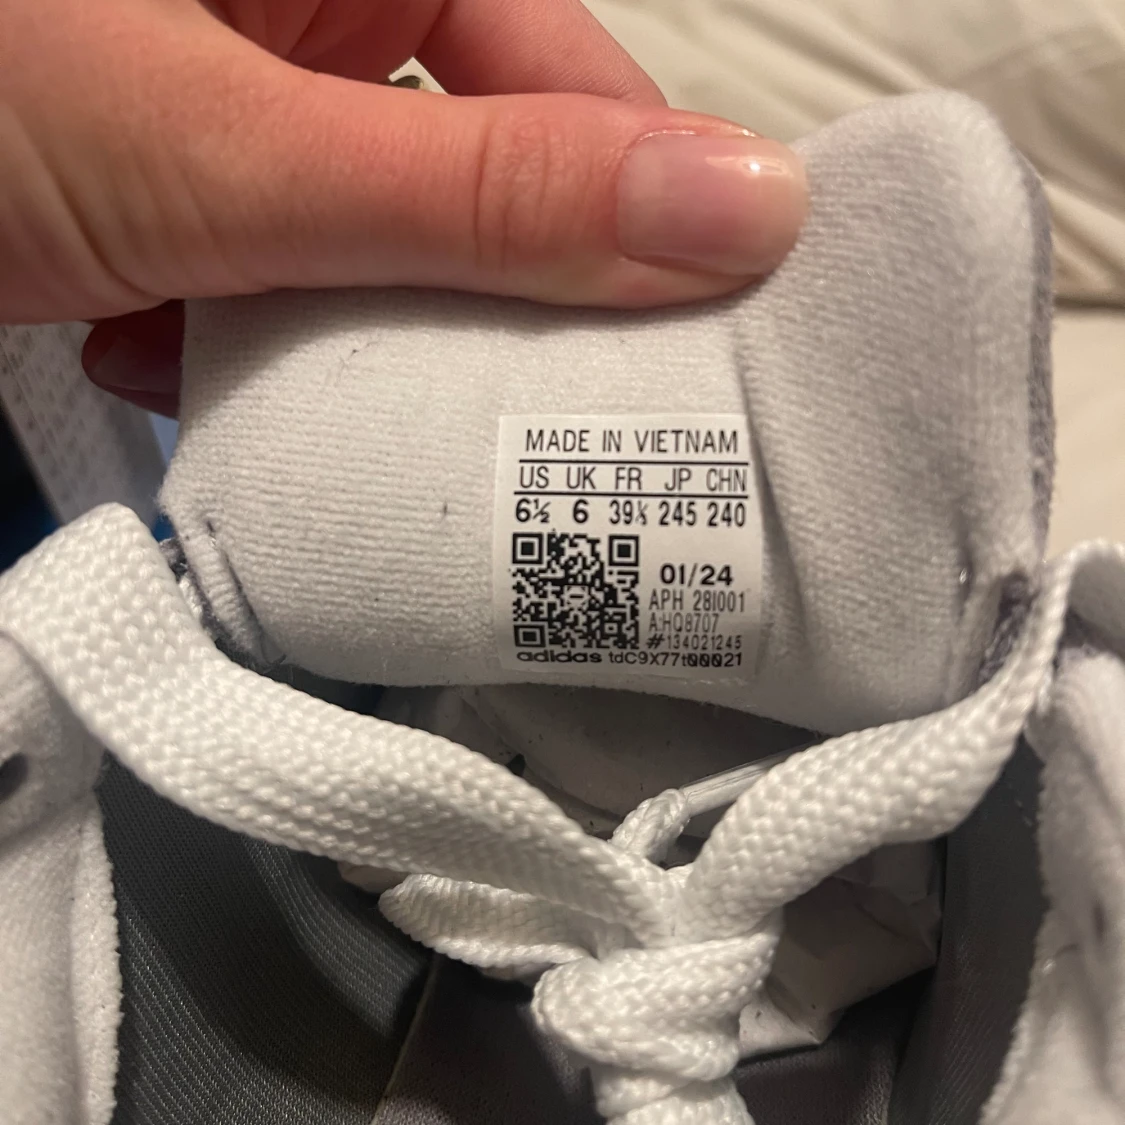 MADE IN VIETNAM
US UK FR JP CHN
6½ 6 39⅓ 245 240
01/24
APH 281001
A:HQ8707
#134021245
adidas tdC9X77t00021